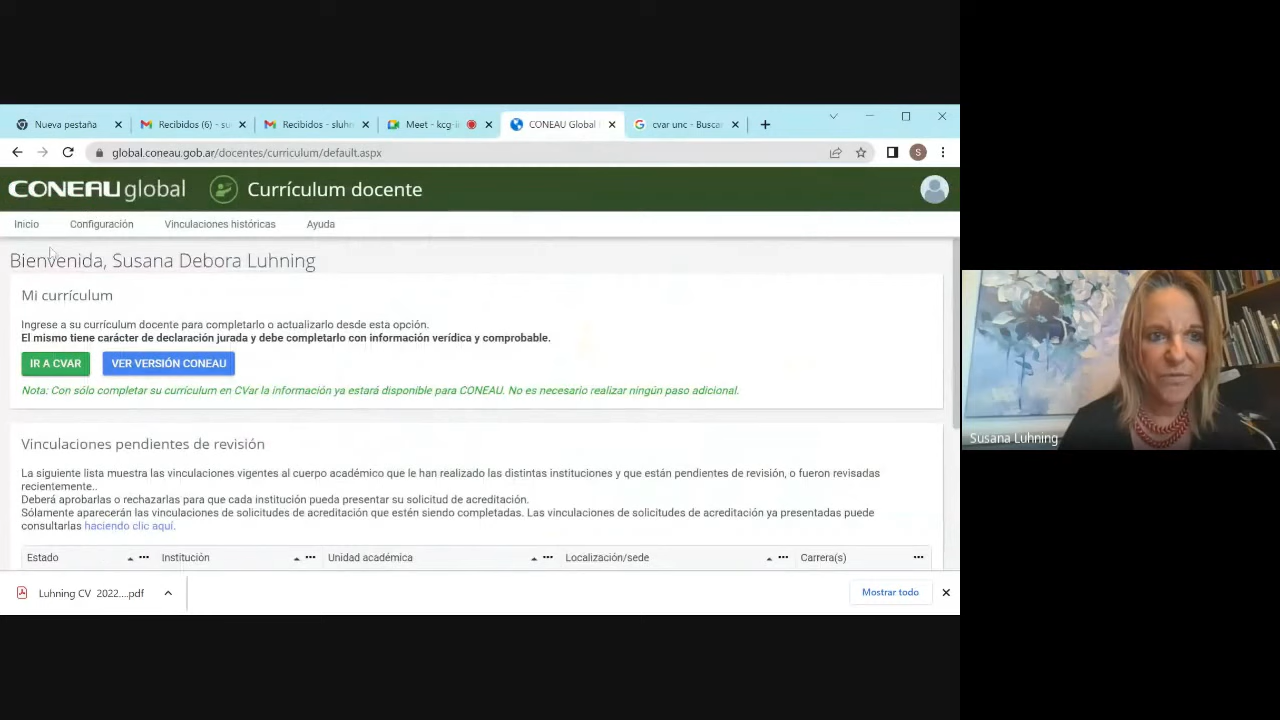 Nueva pestaña
Recibidos (6) - su
Recibidos - sluhn
Meet - kcg-i
CONEAU Global
cvar unc - Buscar
global.coneau.gob.ar/docentes/curriculum/default.aspx
S
CONEAU global
Currículum docente
Inicio
Configuración
Vinculaciones históricas
Ayuda
Bienvenida, Susana Debora Luhning
Mi currículum
Ingrese a su currículum docente para completarlo o actualizarlo desde esta opción.
El mismo tiene carácter de declaración jurada y debe completarlo con información verídica y comprobable.
IR A CVAR
VER VERSIÓN CONEAU
Nota: Con sólo completar su currículum en CVar la información ya estará disponible para CONEAU. No es necesario realizar ningún paso adicional.
Vinculaciones pendientes de revisión
La siguiente lista muestra las vinculaciones vigentes al cuerpo académico que le han realizado las distintas instituciones y que están pendientes de revisión, o fueron revisadas
recientemente..
Deberá aprobarlas o rechazarlas para que cada institución pueda presentar su solicitud de acreditación.
Sólamente aparecerán las vinculaciones de solicitudes de acreditación que estén siendo completadas. Las vinculaciones de solicitudes de acreditación ya presentadas puede
consultarlas haciendo clic aquí.
Estado
Institución
Unidad académica
Localización/sede
Carrera(s)
Luhning CV 2022....pdf
Mostrar todo
Susana Luhning